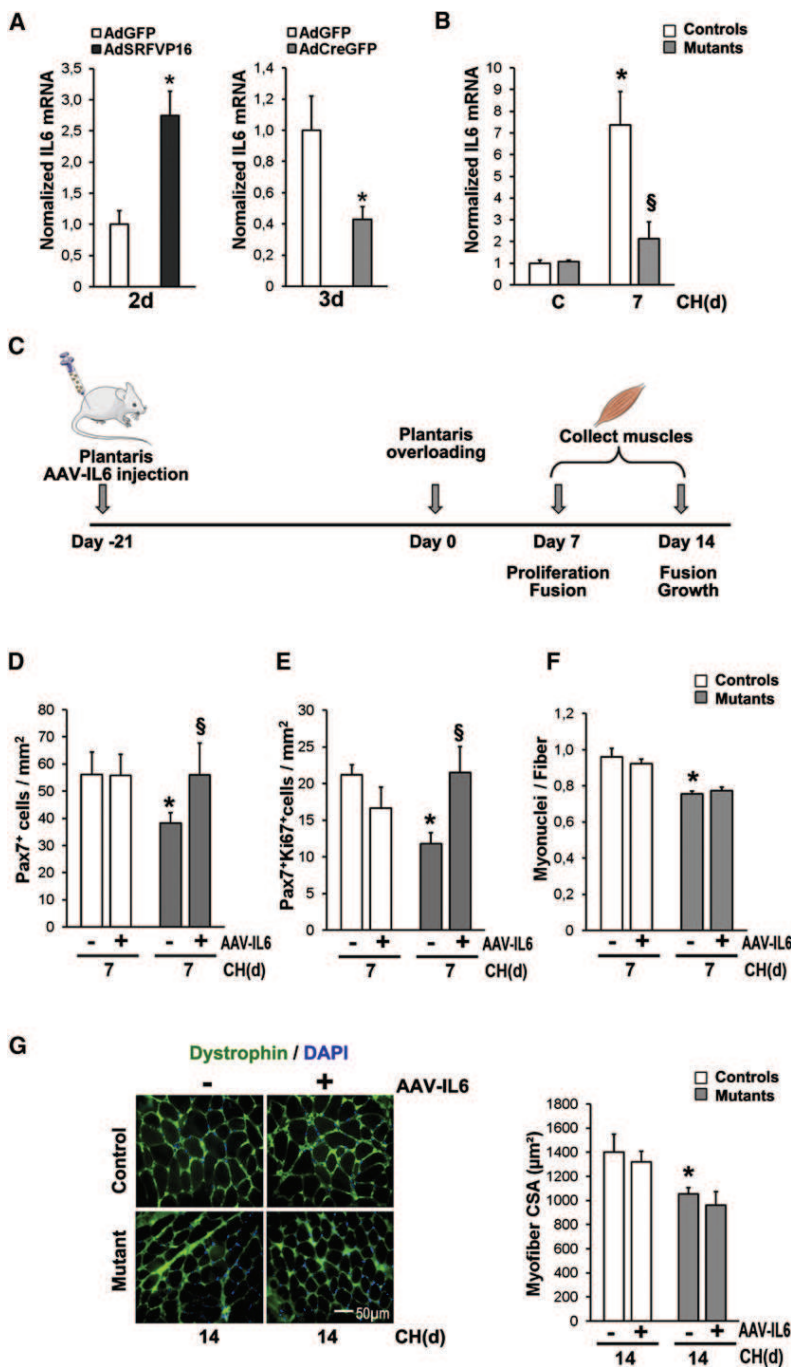 A
AdGFP
AdSRFVP16
Nomalized IL6 mRNA
3,5
3,0
2,5
2,0
1,5
1,0
0,5
0,0
*
2d
AdGFP
AdCreGFP
Nomalized IL6 mRNA
1,4
1,2
1,0
0,8
0,6
0,4
0,2
0,0
*
3d
B
Controls
Mutants
Normalized IL6 mRNA
10
9
8
7
6
5
4
3
2
1
0
*
§
C 7 CH(d)
C
Plantaris
AAV-IL6 injection
Plantaris
overloading
Collect muscles
Day -21 Day 0 Day 7 Day 14
Proliferation
Fusion
Fusion
Growth
D
Pax7+ cells / mm²
80
70
60
50
40
30
20
10
0
*
§
- + - + AAV-IL6
7 7 CH(d)
E
Pax7+Ki67+cells / mm²
30
25
20
15
10
5
0
*
§
- + - + AAV-IL6
7 7 CH(d)
F
Controls
Mutants
Myonuclei / Fiber
1,2
1,0
0,8
0,6
0,4
0,2
0
*
- + - + AAV-IL6
7 7 CH(d)
G
Dystrophin / DAPI
- + AAV-IL6
Control
Mutant
50µm
14 14 CH(d)
Controls
Mutants
Myofiber CSA (µm²)
1800
1600
1400
1200
1000
800
600
400
200
0
*
- + - + AAV-IL6
14 14 CH(d)